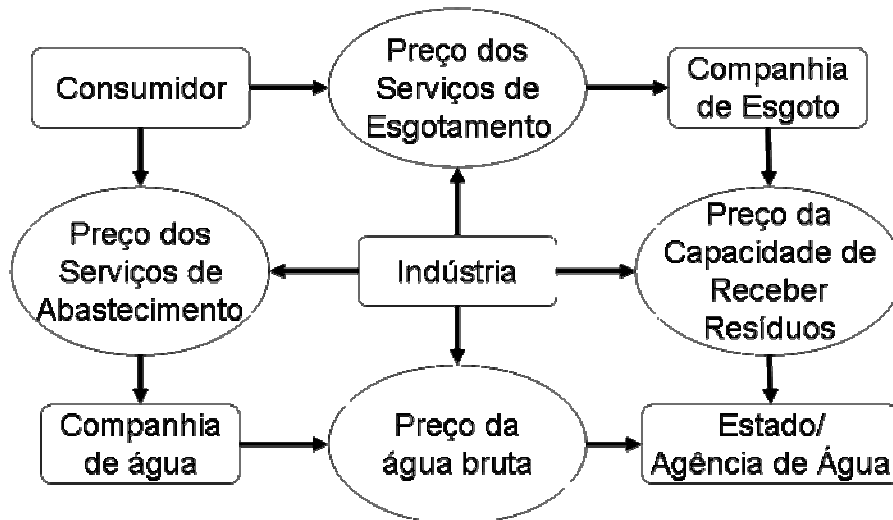 Consumidor
Preço dos
Serviços de
Esgotamento
Companhia
de Esgoto
Preço dos
Serviços de
Abastecimento
Indústria
Preço da
Capacidade de
Receber
Resíduos
Companhia
de água
Preço da
água bruta
Estado/
Agência de Água